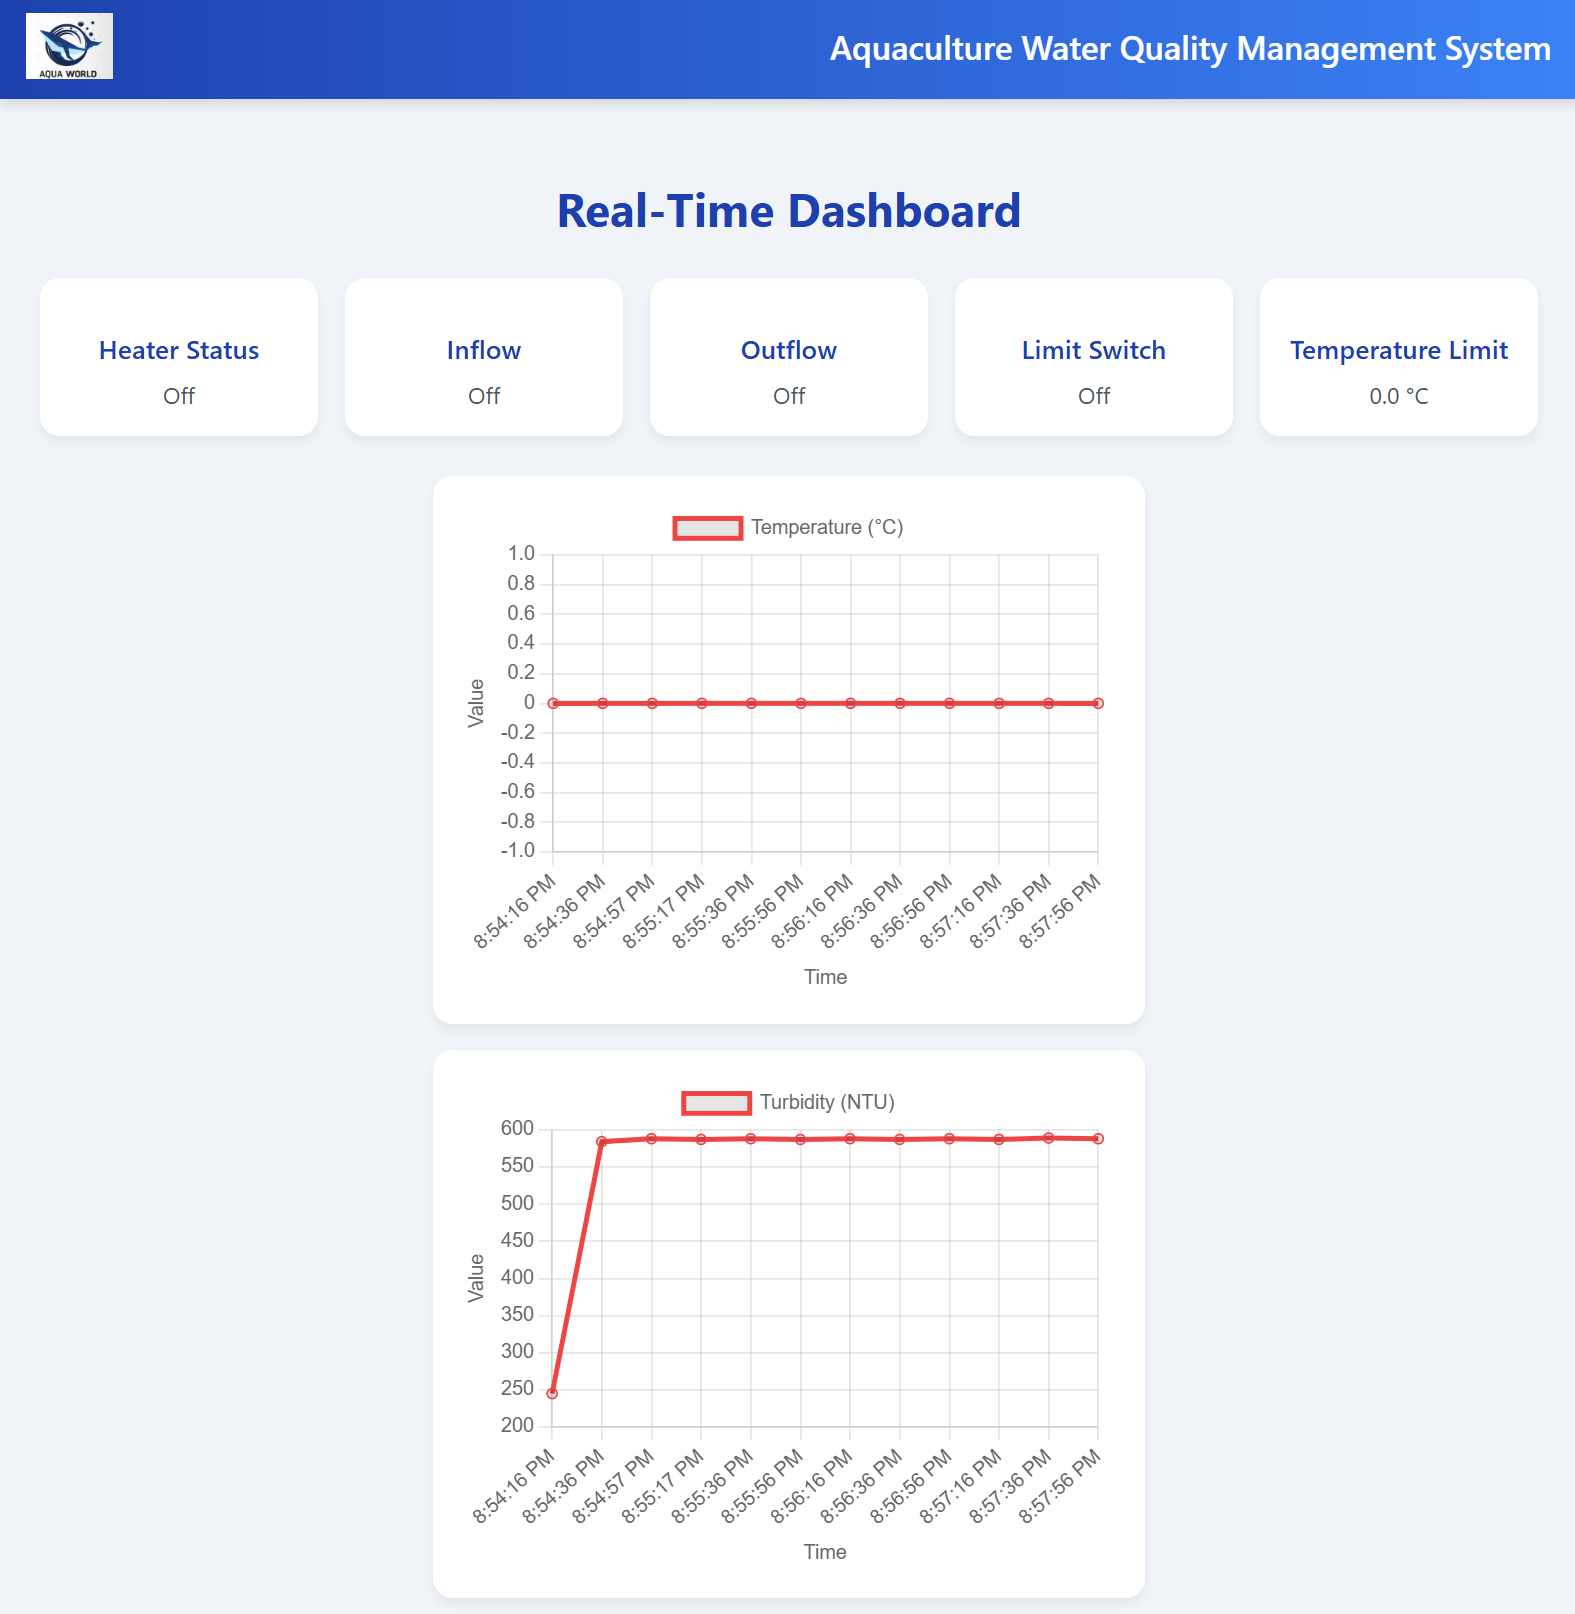 AQUA WORLD
Aquaculture Water Quality Management System
Real-Time Dashboard
Heater Status
Off
Inflow
Off
Outflow
Off
Limit Switch
Off
Temperature Limit
0.0 °C
Temperature (°C)
1.0
0.8
0.6
0.4
0.2
0
-0.2
-0.4
-0.6
-0.8
-1.0
Value
8:54:16 PM
8:54:36 PM
8:54:57 PM
8:55:17 PM
8:55:36 PM
8:55:56 PM
8:56:16 PM
8:56:36 PM
8:56:56 PM
8:57:16 PM
8:57:36 PM
8:57:56 PM
Time
Turbidity (NTU)
600
550
500
450
400
350
300
250
200
Value
8:54:16 PM
8:54:36 PM
8:54:57 PM
8:55:17 PM
8:55:36 PM
8:55:56 PM
8:56:16 PM
8:56:36 PM
8:56:56 PM
8:57:16 PM
8:57:36 PM
8:57:56 PM
Time